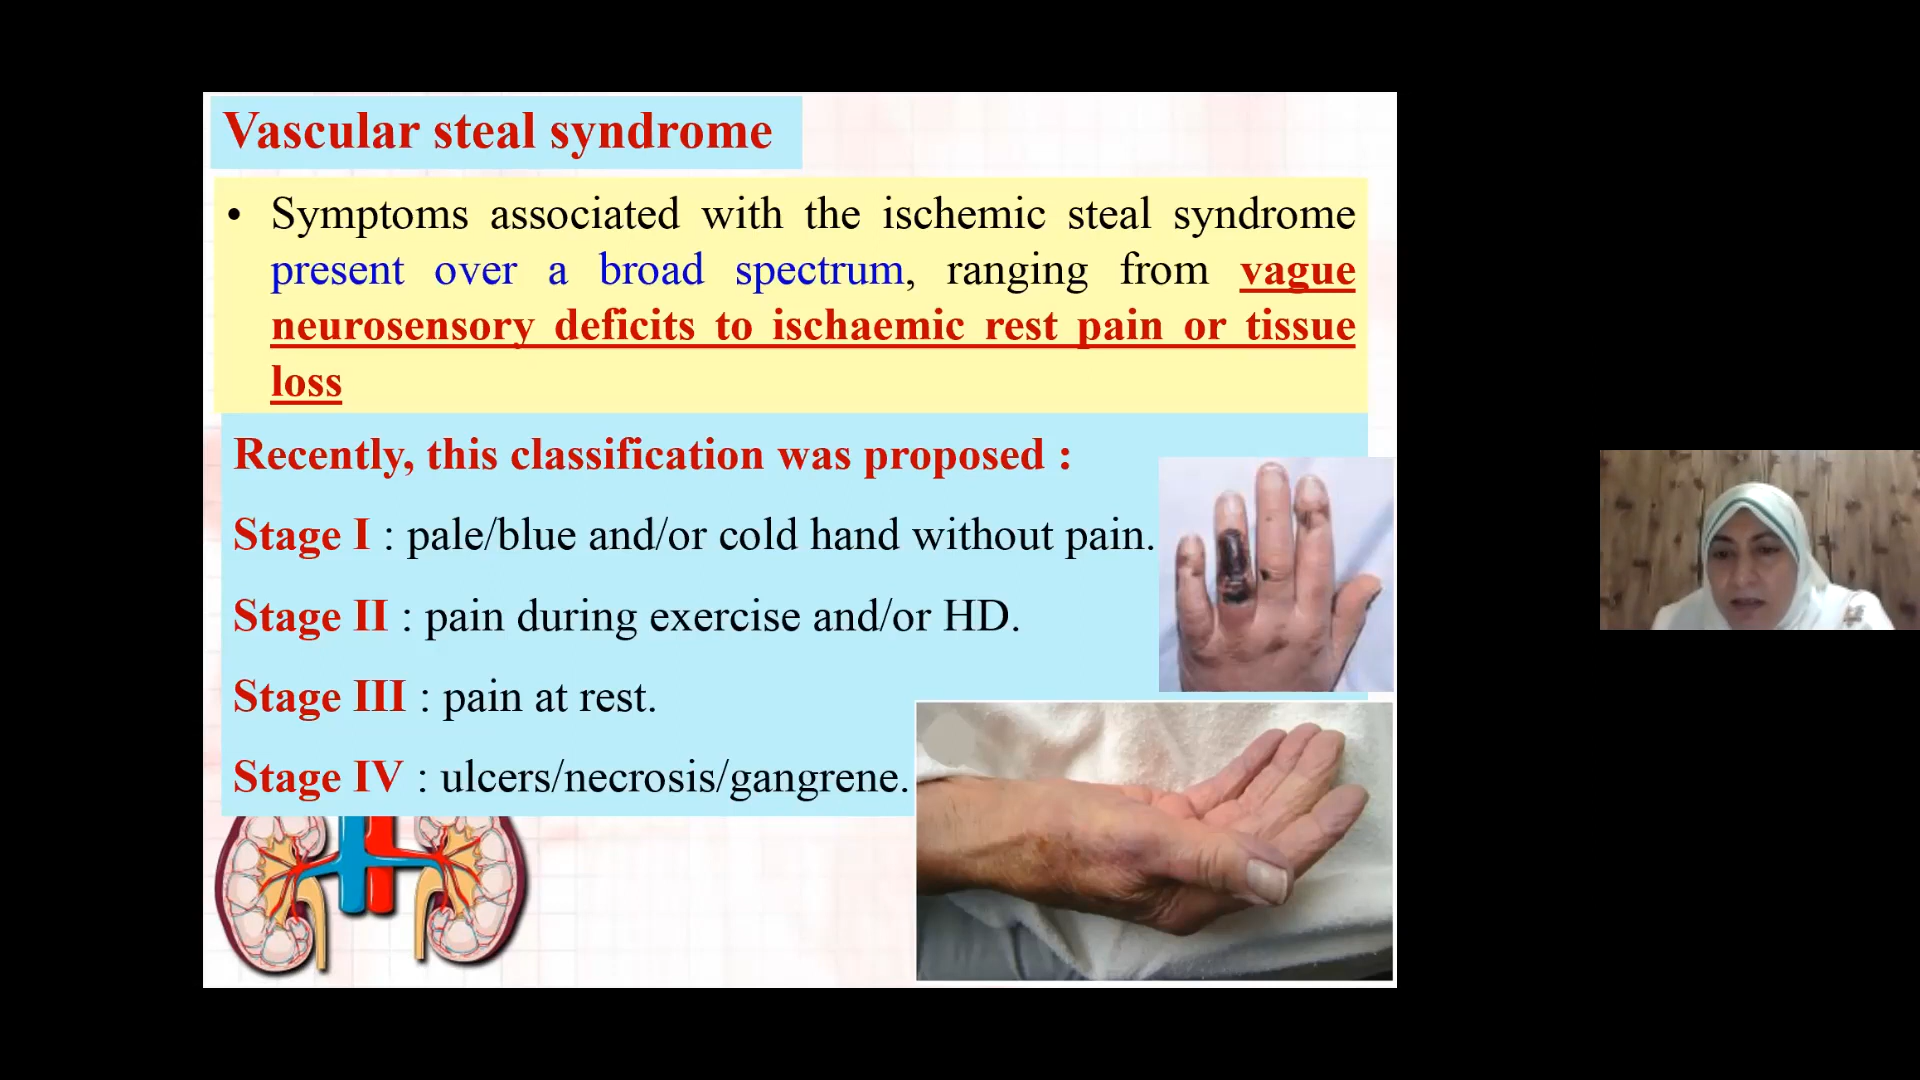 Vascular steal syndrome
• Symptoms associated with the ischemic steal syndrome
present over a broad spectrum, ranging from vague
neurosensory deficits to ischaemic rest pain or tissue
loss
Recently, this classification was proposed :
Stage I : pale/blue and/or cold hand without pain.
Stage II : pain during exercise and/or HD.
Stage III : pain at rest.
Stage IV : ulcers/necrosis/gangrene.